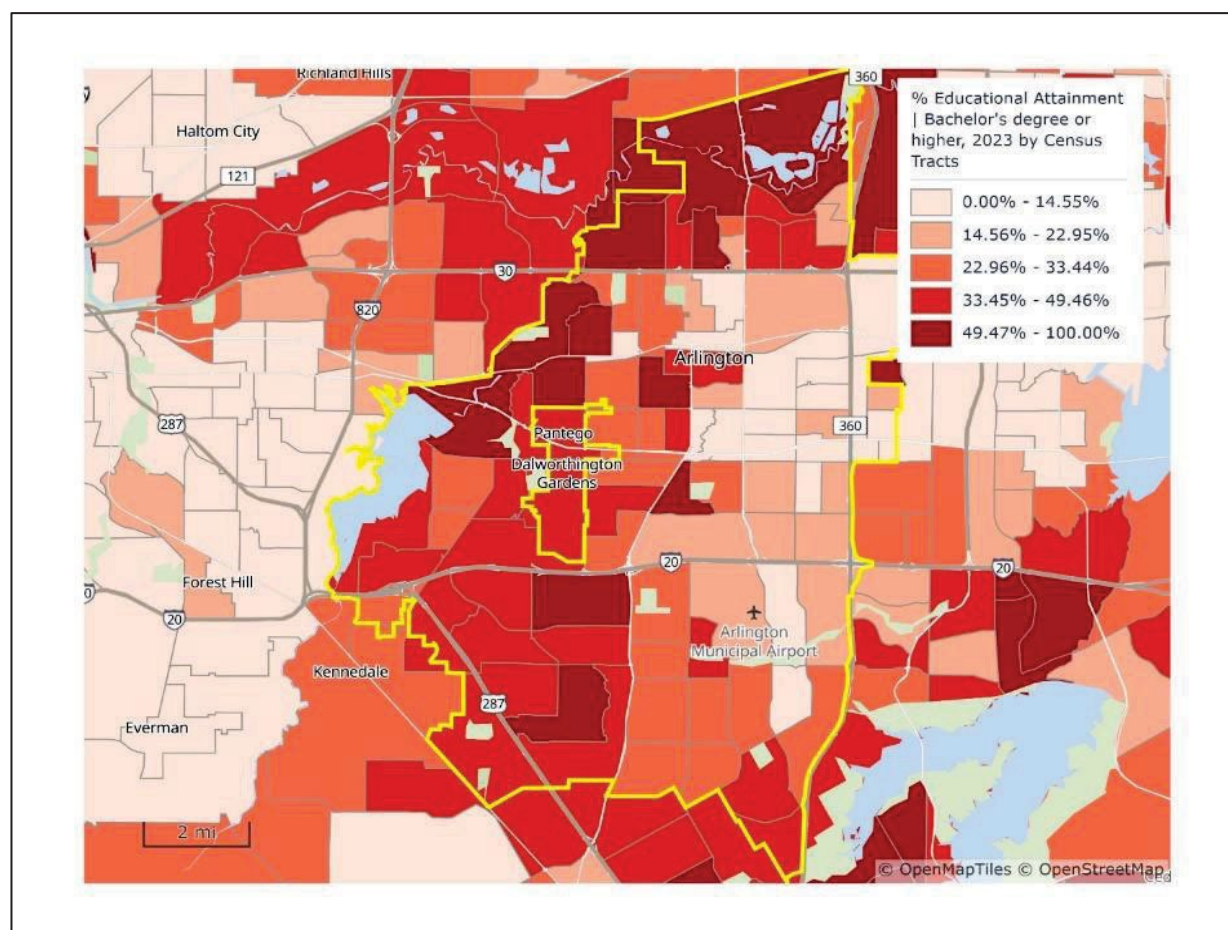 Richland Hills
360
Haltom City
121
% Educational Attainment
| Bachelor's degree or
higher, 2023 by Census
Tracts
0.00% - 14.55%
14.56% - 22.95%
22.96% - 33.44%
33.45% - 49.46%
49.47% - 100.00%
30
820
Arlington
287
360
Pantego
Dalworthington
Gardens
20
20
Forest Hill
20
Arlington
Municipal Airport
Kennedale
287
Everman
2 mi
© OpenMapTiles © OpenStreetMap